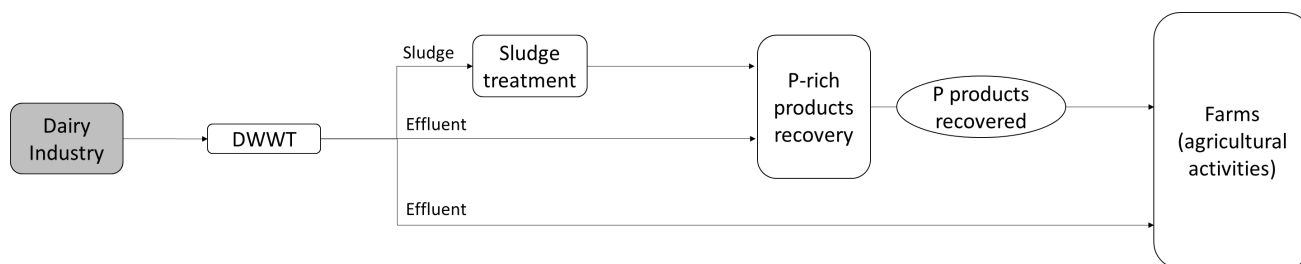 Dairy
Industry
DWWT
Sludge
Effluent
Effluent
Sludge
treatment
P-rich
products
recovery
P products
recovered
Farms
(agricultural
activities)